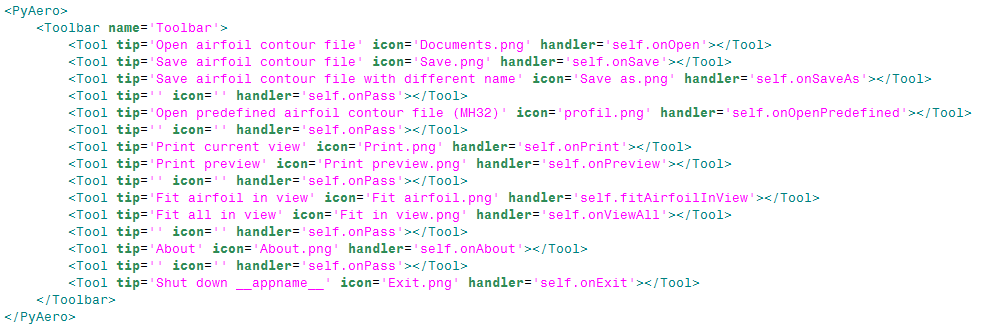 <PyAero>
    <Toolbar name='Toolbar'>
        <Tool tip='Open airfoil contour file' icon='Documents.png' handler='self.onOpen'></Tool>
        <Tool tip='Save airfoil contour file' icon='Save.png' handler='self.onSave'></Tool>
        <Tool tip='Save airfoil contour file with different name' icon='Save as.png' handler='self.onSaveAs'></Tool>
        <Tool tip='' icon='' handler='self.onPass'></Tool>
        <Tool tip='Open predefined airfoil contour file (MH32)' icon='profil.png' handler='self.onOpenPredefined'></Tool>
        <Tool tip='' icon='' handler='self.onPass'></Tool>
        <Tool tip='Print current view' icon='Print.png' handler='self.onPrint'></Tool>
        <Tool tip='Print preview' icon='Print preview.png' handler='self.onPreview'></Tool>
        <Tool tip='' icon='' handler='self.onPass'></Tool>
        <Tool tip='Fit airfoil in view' icon='Fit airfoil.png' handler='self.fitAirfoilInView'></Tool>
        <Tool tip='Fit all in view' icon='Fit in view.png' handler='self.onViewAll'></Tool>
        <Tool tip='' icon='' handler='self.onPass'></Tool>
        <Tool tip='About' icon='About.png' handler='self.onAbout'></Tool>
        <Tool tip='' icon='' handler='self.onPass'></Tool>
        <Tool tip='Shut down __appname__' icon='Exit.png' handler='self.onExit'></Tool>
    </Toolbar>
</PyAero>